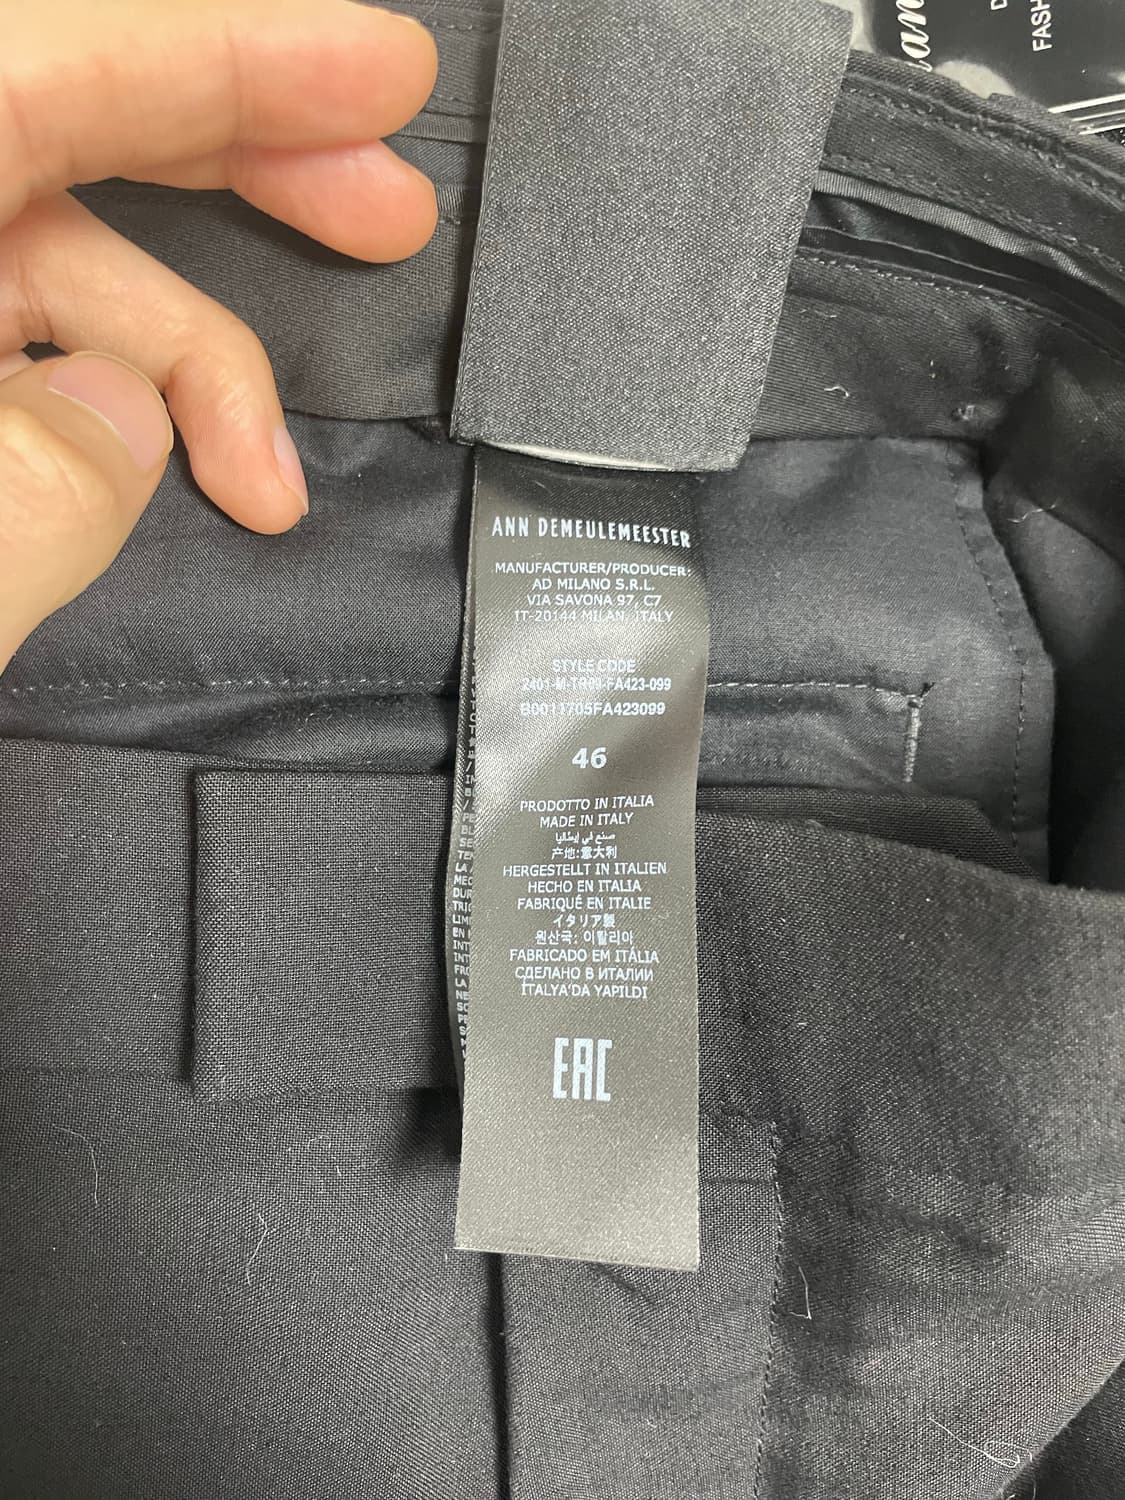 FASH
ANN DEMEULEMEESTER
MANUFACTURER/PRODUCER:
AD MILANO S.R.L.
VIA SAVONA 97, C7
IT-20144 MILAN, ITALY
STYLE CODE
2401-M-TR09-FA423-099
B0011705FA423099
46
PRODOTTO IN ITALIA
MADE IN ITALY
صنع في إيطاليا
产地:意大利
HERGESTELLT IN ITALIEN
HECHO EN ITALIA
FABRIQUÉ EN ITALIE
イタリア製
원산국: 이탈리아
FABRICADO EM ITÁLIA
СДЕЛАНО В ИТАЛИИ
İTALYA'DA YAPILDI
EAC